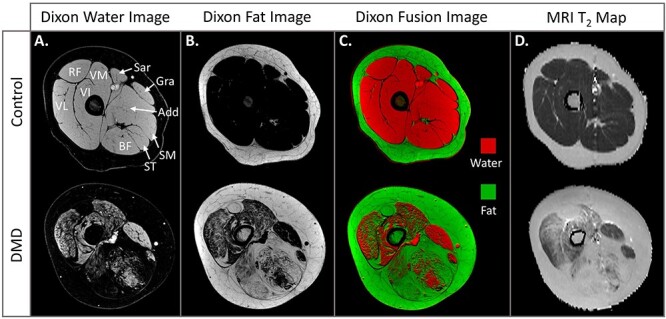 Dixon Water Image Dixon Fat Image Dixon Fusion Image MRI T2 Map
Control
A. B. C. D.
RF VM Sar
Gra
VL VI
Add
BF
SM
ST
Water
Fat
DMD